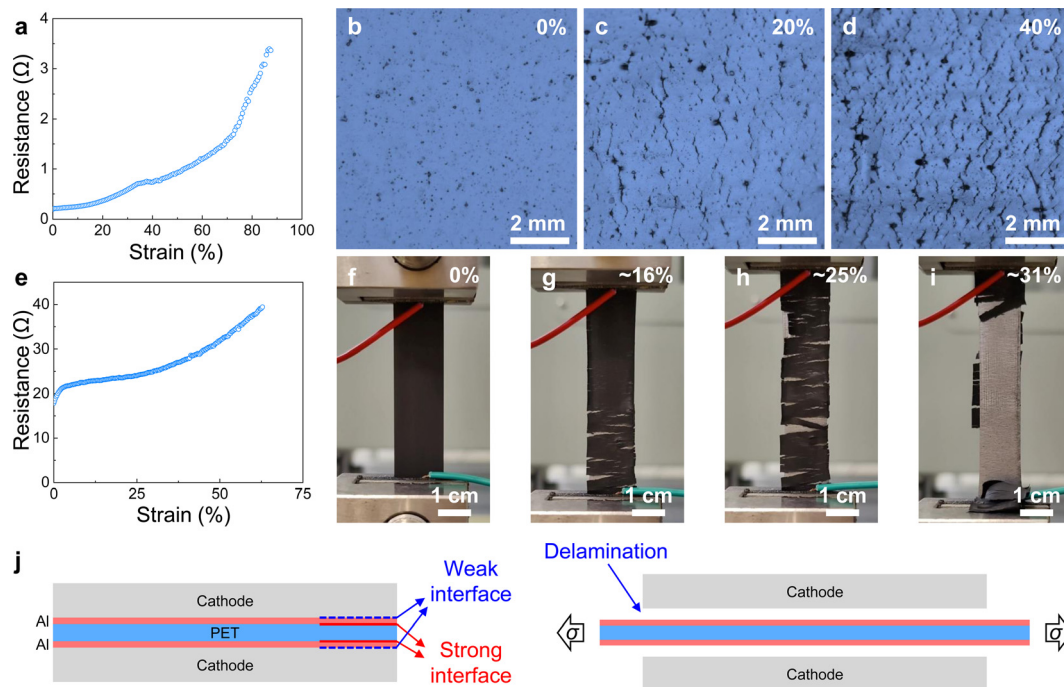 a
Resistance (Ω)
4
3
2
1
0
0 20 40 60 80 100
Strain (%)
b 0%
2 mm
c 20%
2 mm
d 40%
2 mm
e
Resistance (Ω)
40
30
20
10
0
0 25 50 75
Strain (%)
f 0%
1 cm
g ~16%
1 cm
h ~25%
1 cm
i ~31%
1 cm
j
Cathode
Al
PET
Al
Cathode
Weak
interface
Strong
interface
Delamination
Cathode
σ
σ
Cathode